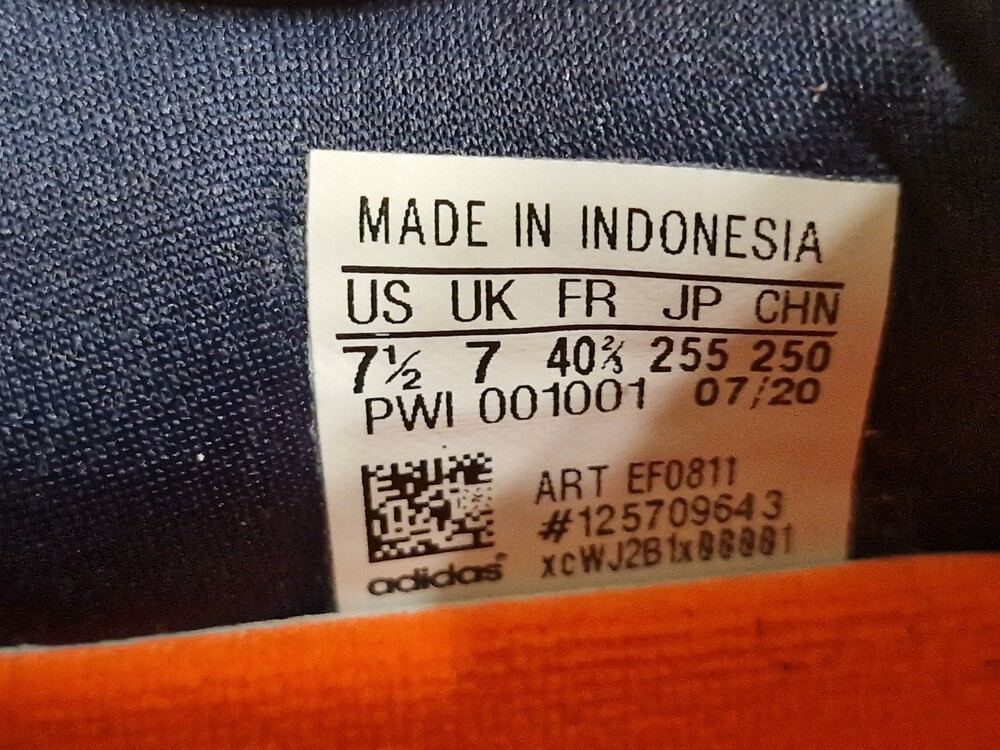 MADE IN INDONESIA
US UK FR JP CHN
7½ 7 40⅔ 255 250
PWI 001001 07/20
ART EF0811
#125709643
xcWJ2B1x00001
adidas®